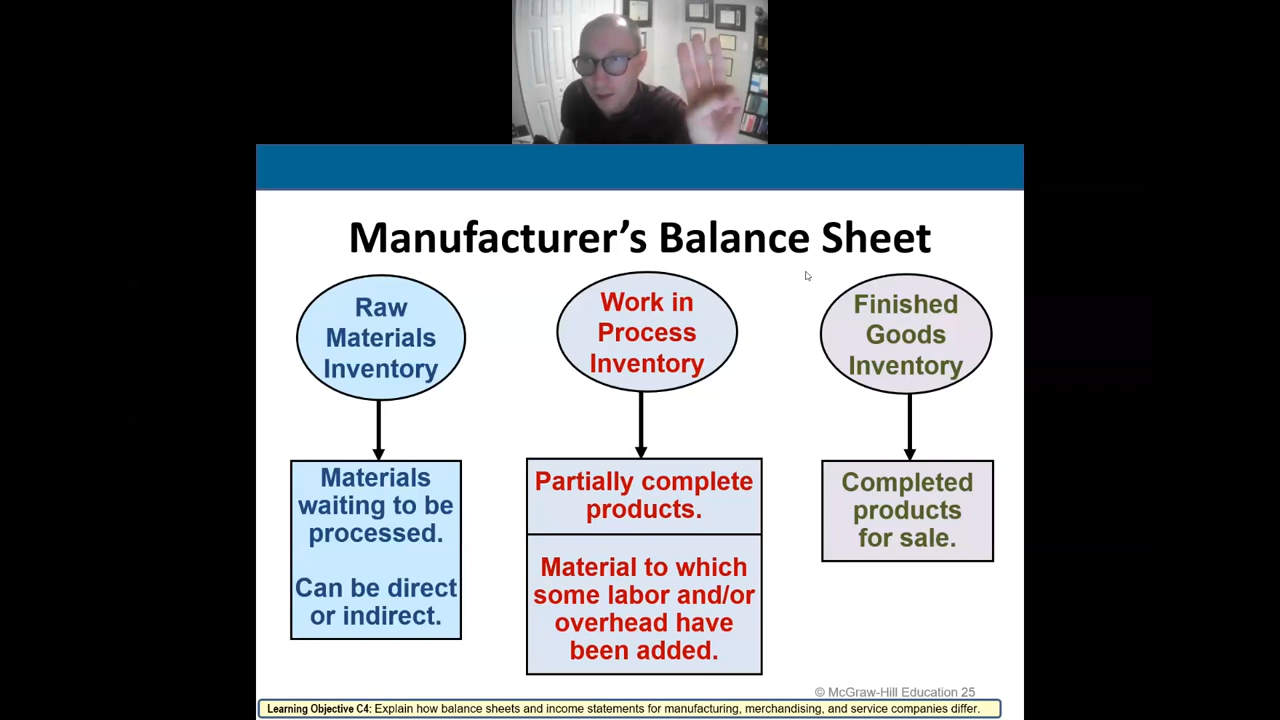 Manufacturer's Balance Sheet
Raw
Materials
Inventory
Materials
waiting to be
processed.
Can be direct
or indirect.
Work in
Process
Inventory
Partially complete
products.
Material to which
some labor and/or
overhead have
been added.
Finished
Goods
Inventory
Completed
products
for sale.
© McGraw-Hill Education 25
Learning Objective C4: Explain how balance sheets and income statements for manufacturing, merchandising, and service companies differ.